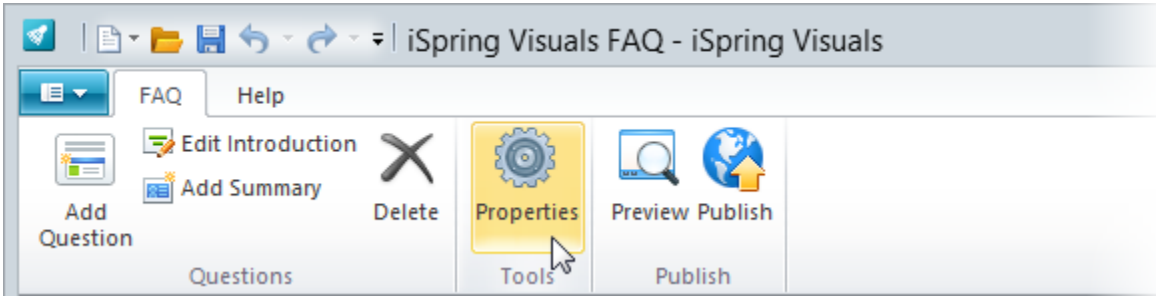 iSpring Visuals FAQ - iSpring Visuals
FAQ Help
Edit Introduction
Add Summary
Add
Question
Delete
Properties
Preview Publish
Questions
Tools
Publish